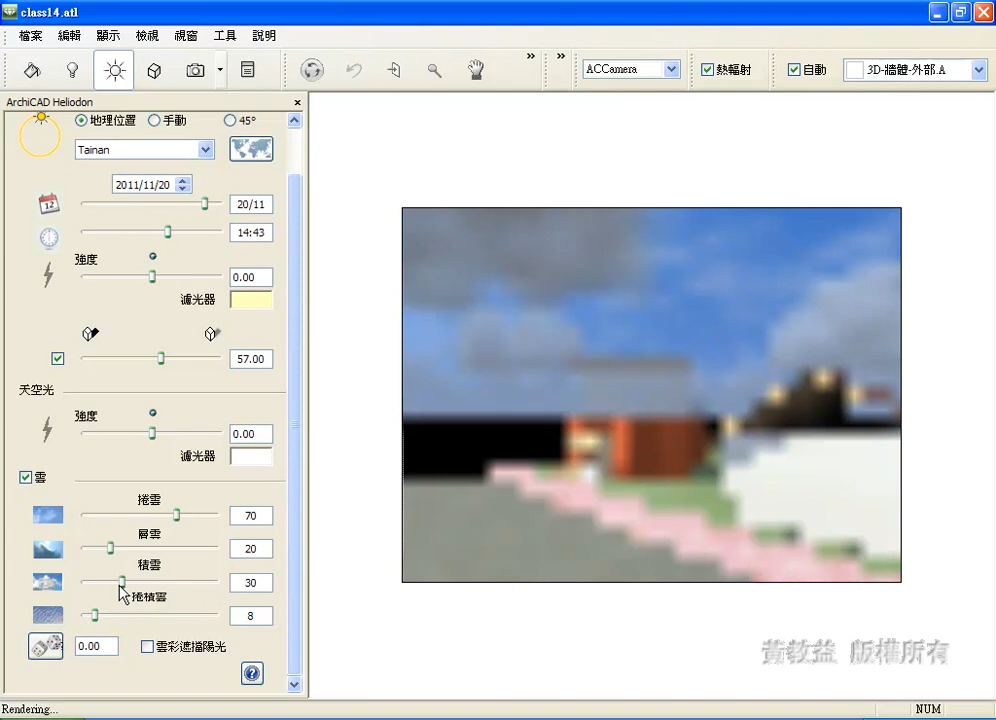 class14.atl
檔案 編輯 顯示 檢視 視窗 工具 說明
ACCamera 熱輻射 自動 3D-牆體-外部.A
ArchiCAD Heliodon
地理位置 手動 45°
Tainan
2011/11/20
20/11
14:43
強度
0.00
濾光器
57.00
天空光
強度
0.00
濾光器
雲
捲雲
70
層雲
20
積雲
30
捲積雲
8
0.00 雲彩遮擋陽光
黃敎益 版權所有
Rendering... NUM